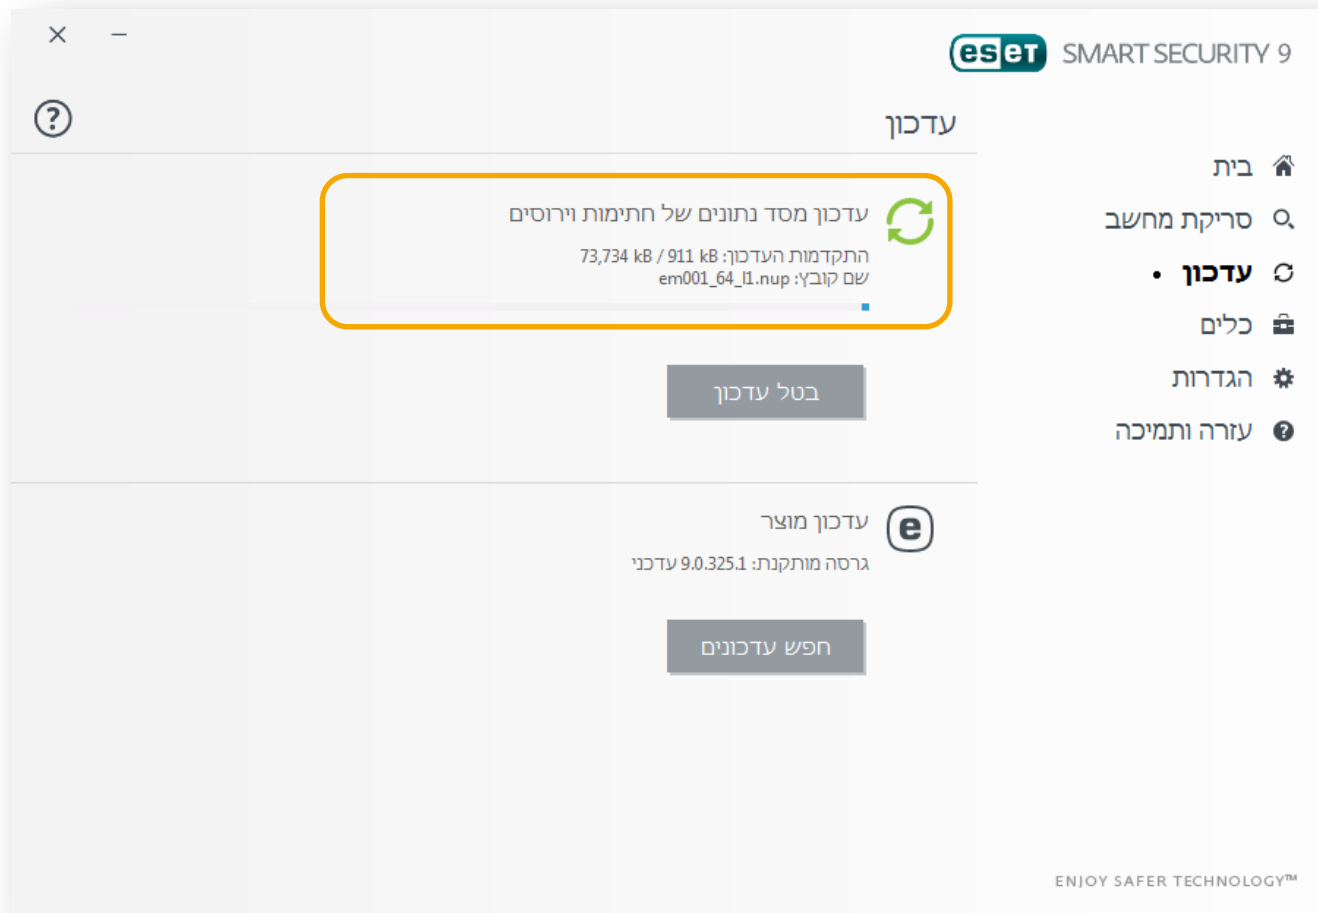 eseT SMART SECURITY 9
עדכון
בית
סריקת מחשב
עדכון
כלים
הגדרות
עזרה ותמיכה
עדכון מסד נתונים של חתימות וירוסים
התקדמות העדכון: 73,734 kB / 911 kB
שם קובץ: em001_64_l1.nup
בטל עדכון
עדכון מוצר
גרסה מותקנת: 9.0.325.1 עדכני
חפש עדכונים
ENJOY SAFER TECHNOLOGY™